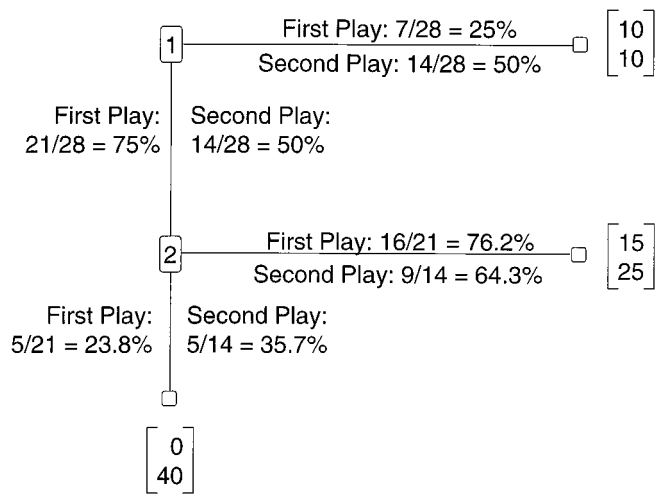 1
First Play: 7/28 = 25%
Second Play: 14/28 = 50%
10
10
First Play:
21/28 = 75%
Second Play:
14/28 = 50%
2
First Play: 16/21 = 76.2%
Second Play: 9/14 = 64.3%
15
25
First Play:
5/21 = 23.8%
Second Play:
5/14 = 35.7%
0
40